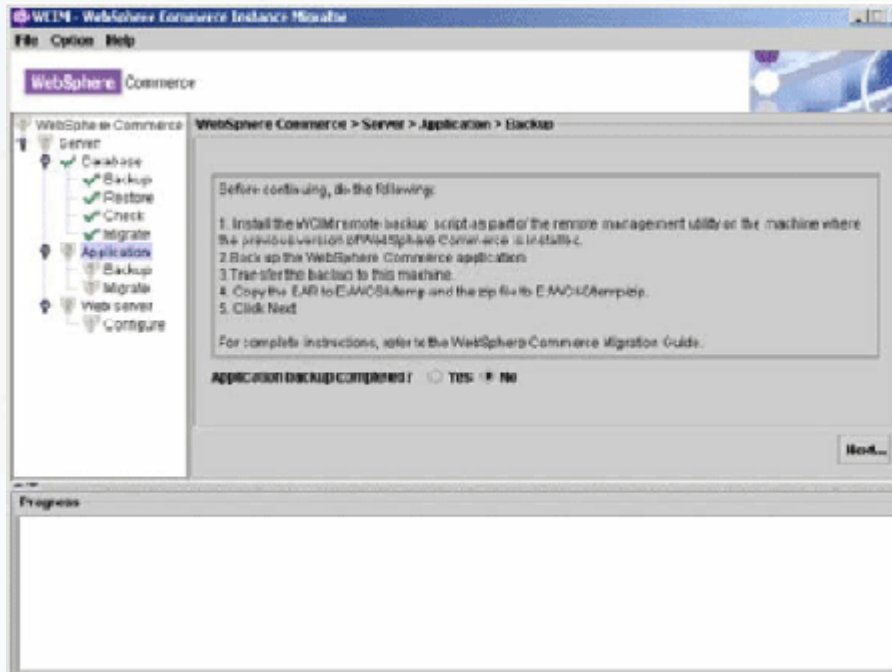 WCIM - WebSphere Commerce Instance Migrator
File Option Help
WebSphere Commerce
WebSphere Commerce
Server
Database
Backup
Restore
Check
Migrate
Application
Backup
Migrate
Web server
Configure
WebSphere Commerce > Server > Application > Backup
Before continuing, do the following:
1. Install the WCIM remote backup script as part of the remote management utility on the machine where
the previous version of WebSphere Commerce is installed.
2.Back up the WebSphere Commerce application
3.Transfer the backup to this machine.
4. Copy the EAR to and the zip file to
5. Click Next
For complete instructions, refer to the WebSphere Commerce Migration Guide.
Application backup completed? Yes No
Next...
Progress